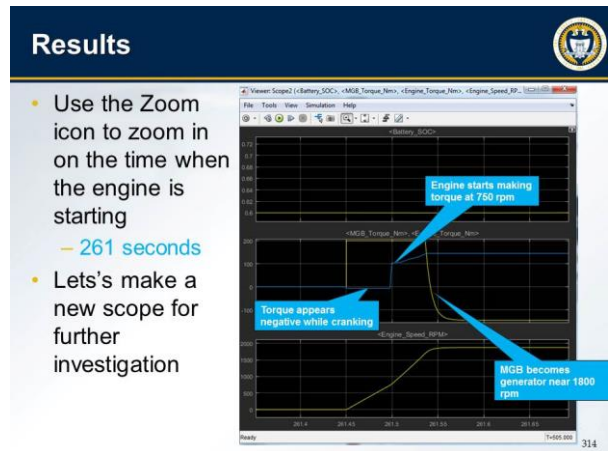 Results
Use the Zoom
icon to zoom in
on the time when
the engine is
starting
– 261 seconds
Lets's make a
new scope for
further
investigation
Viewer: Scope2 (<Battery_SOC>, <MGB_Torque_Nm>, <Engine_Torque_Nm>, <Engine_Speed_RP...
File Tools View Simulation Help
<Battery_SOC>
0.72
0.7
0.68
0.66
0.64
0.62
0.6
Engine starts making
torque at 750 rpm
<MGB_Torque_Nm>, <E
Torque_Nm>
200
100
0
-100
Torque appears
negative while cranking
<Engine_Speed_RPM>
2000
1500
1000
500
0
MGB becomes
generator near 1800
rpm
261.4 261.45 261.5 261.55 261.6 261.65
Ready
T=505.000
314